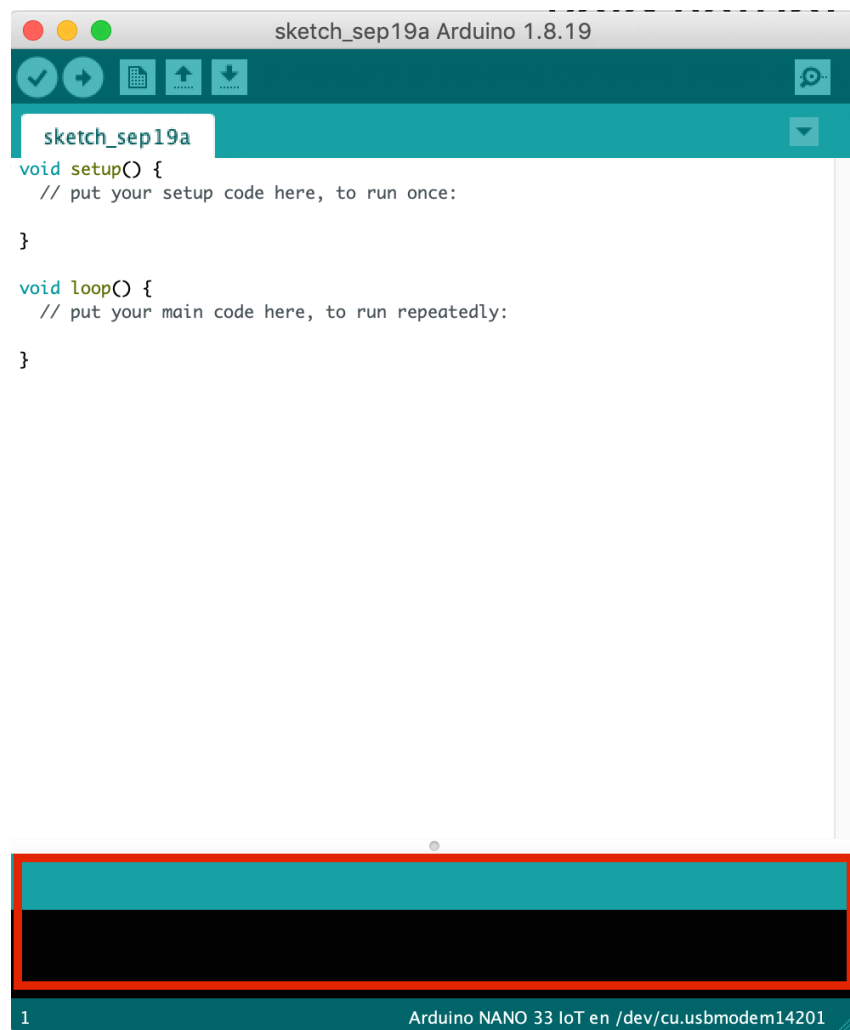 sketch_sep19a Arduino 1.8.19
sketch_sep19a
void setup() {
  // put your setup code here, to run once:
}
void loop() {
  // put your main code here, to run repeatedly:
}
1 Arduino NANO 33 IoT en /dev/cu.usbmodem14201